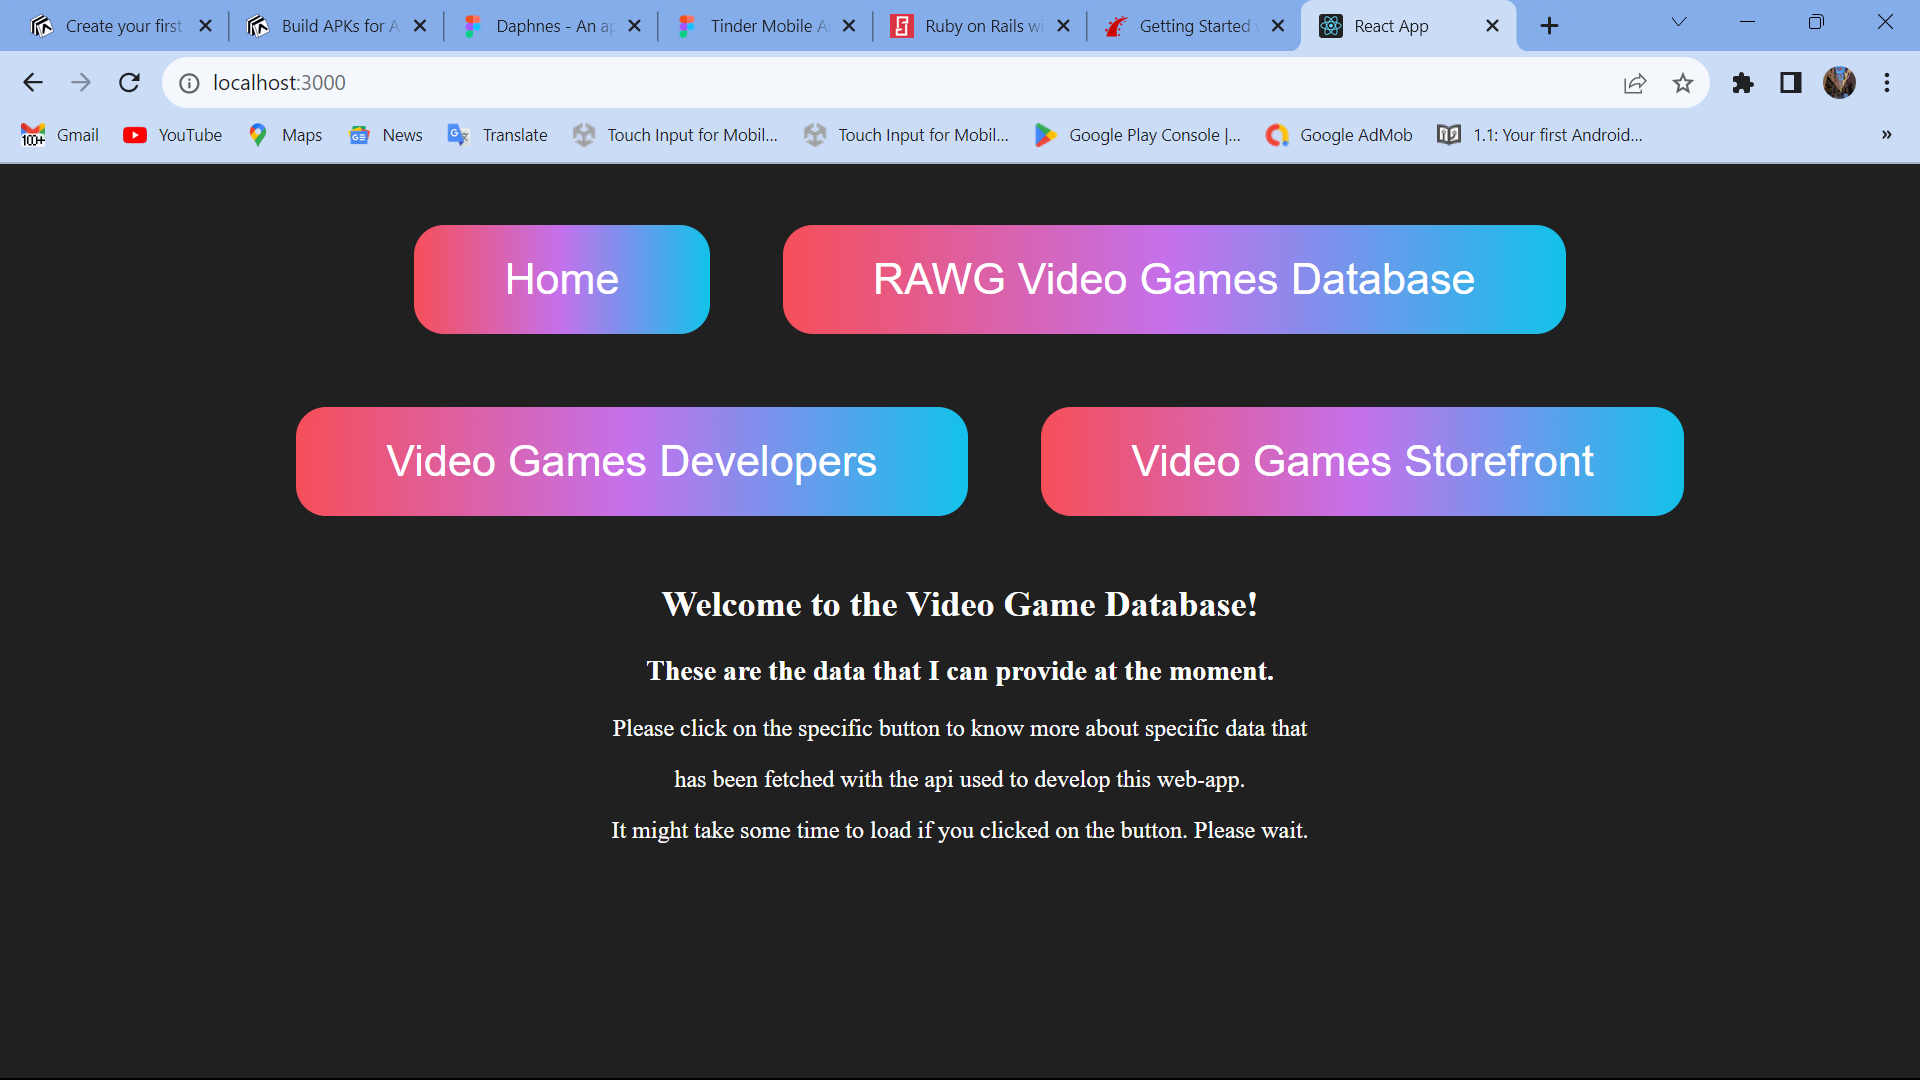 Create your first
Build APKs for A
Daphnes - An ap
Tinder Mobile A
Ruby on Rails wi
Getting Started
React App
localhost:3000
100+
Gmail
YouTube
Maps
News
Translate
Touch Input for Mobil...
Touch Input for Mobil...
Google Play Console |...
Google AdMob
1.1: Your first Android...
»
Home
RAWG Video Games Database
Video Games Developers
Video Games Storefront
Welcome to the Video Game Database!
These are the data that I can provide at the moment.
Please click on the specific button to know more about specific data that
has been fetched with the api used to develop this web-app.
It might take some time to load if you clicked on the button. Please wait.